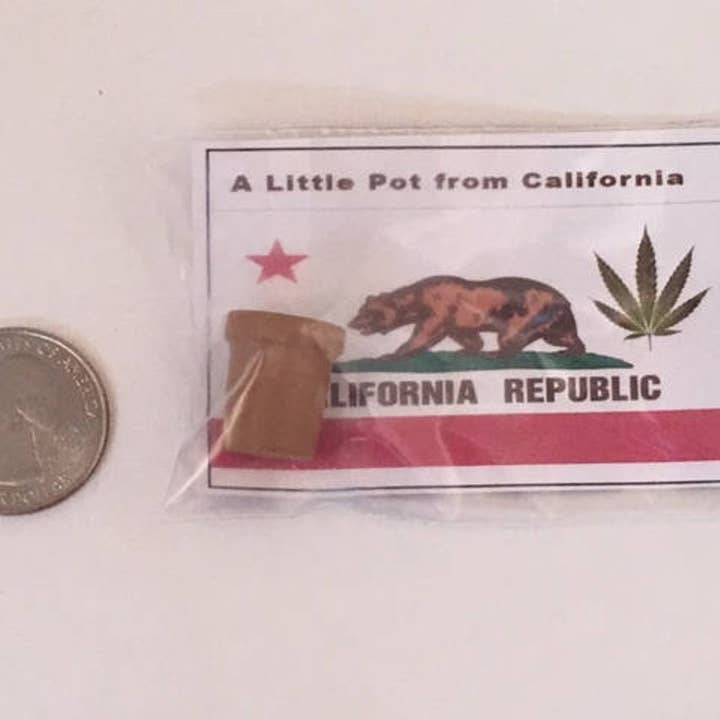 A Little Pot from California
LIFORNIA REPUBLIC